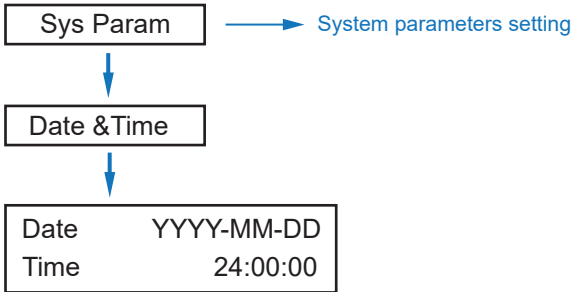 Sys Param
System parameters setting
Date &Time
Date YYYY-MM-DD
Time 24:00:00